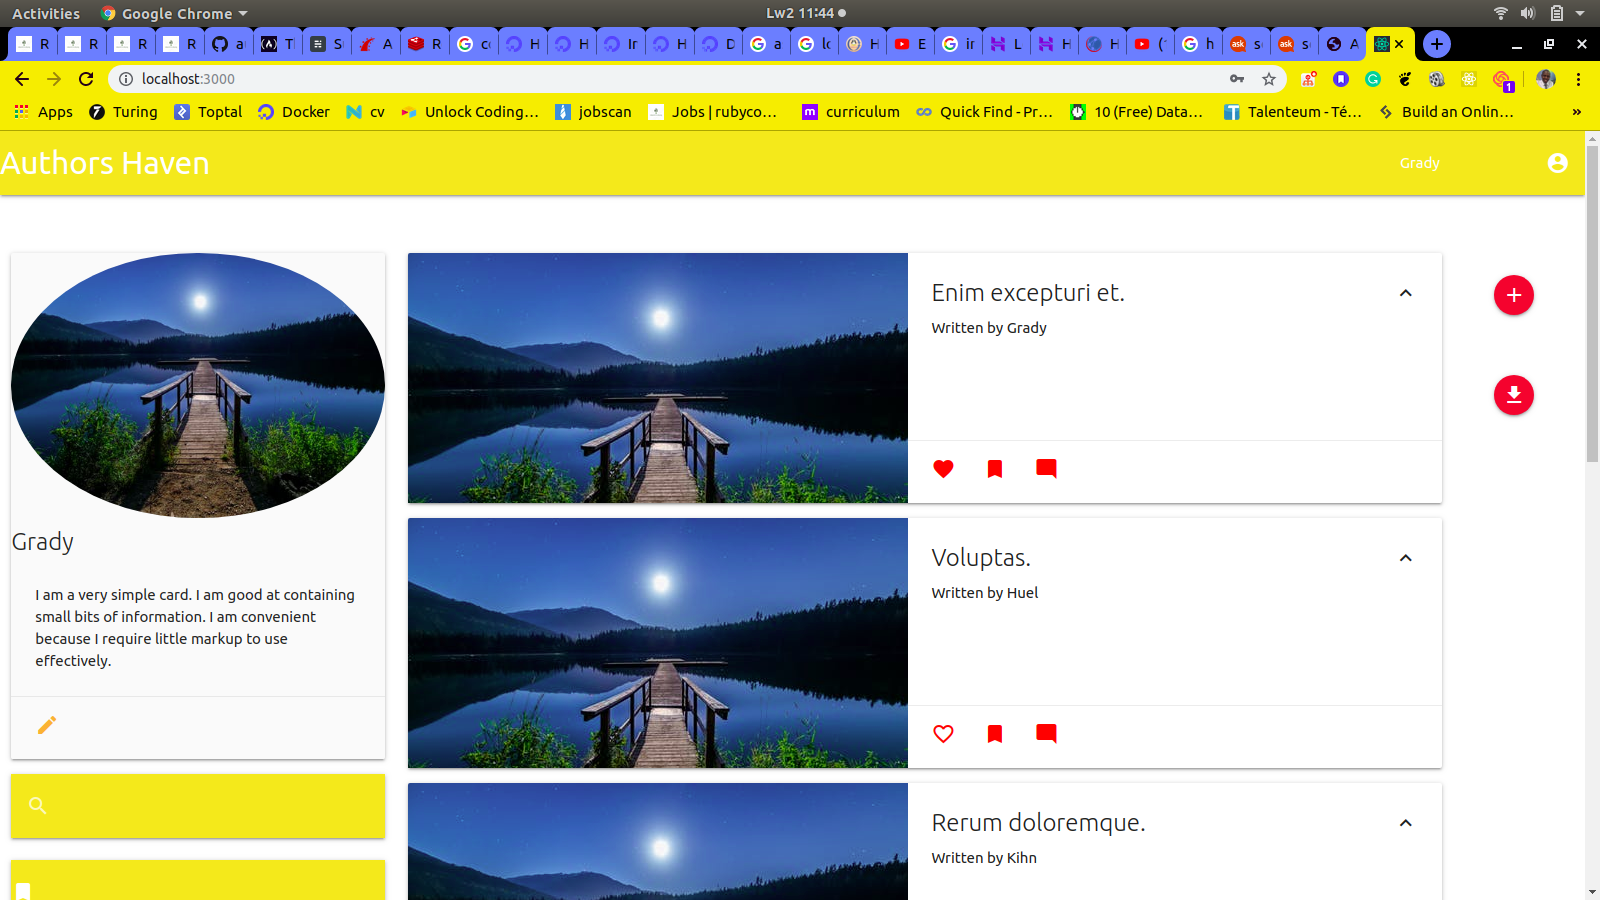 Activities Google Chrome Lw2 11:44
R R R R a T S A R G c H H Ir H D a lo H E ir L H H ( h s s A
localhost:3000
Apps Turing Toptal Docker cv Unlock Coding... jobscan Jobs | rubyco... curriculum Quick Find - Pr... 10 (Free) Data... Talenteum - Té... Build an Onlin... »
Authors Haven Grady
Enim excepturi et.
Written by Grady
Grady
I am a very simple card. I am good at containing
small bits of information. I am convenient
because I require little markup to use
effectively.
Voluptas.
Written by Huel
Rerum doloremque.
Written by Kihn